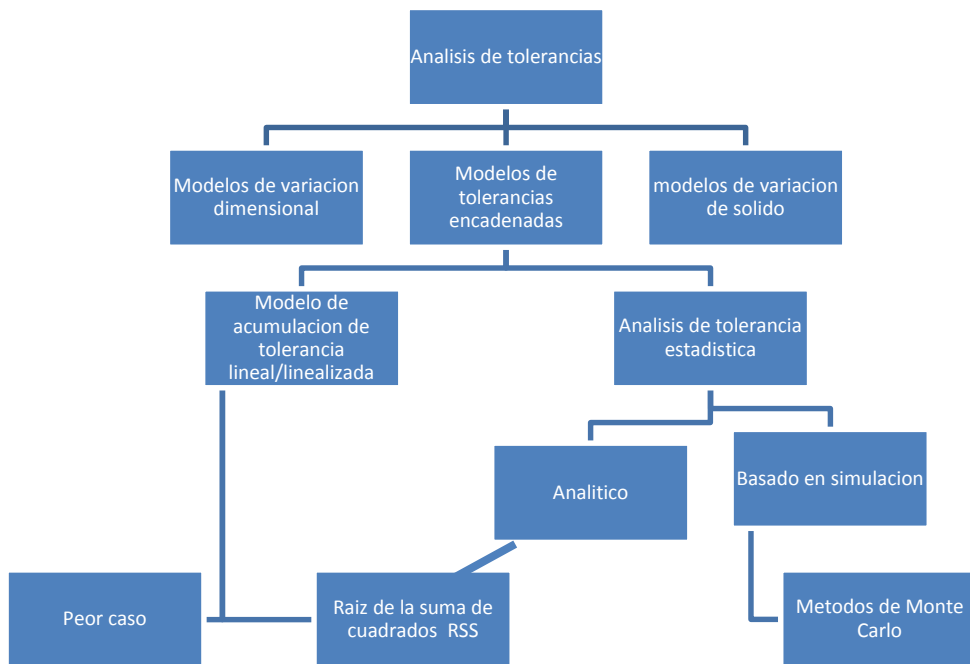 Analisis de tolerancias
Modelos de variacion
dimensional
Modelos de
tolerancias
encadenadas
modelos de variacion
de solido
Modelo de
acumulacion de
tolerancia
lineal/linealizada
Analisis de tolerancia
estadistica
Analitico
Basado en simulacion
Peor caso
Raiz de la suma de
cuadrados RSS
Metodos de Monte
Carlo